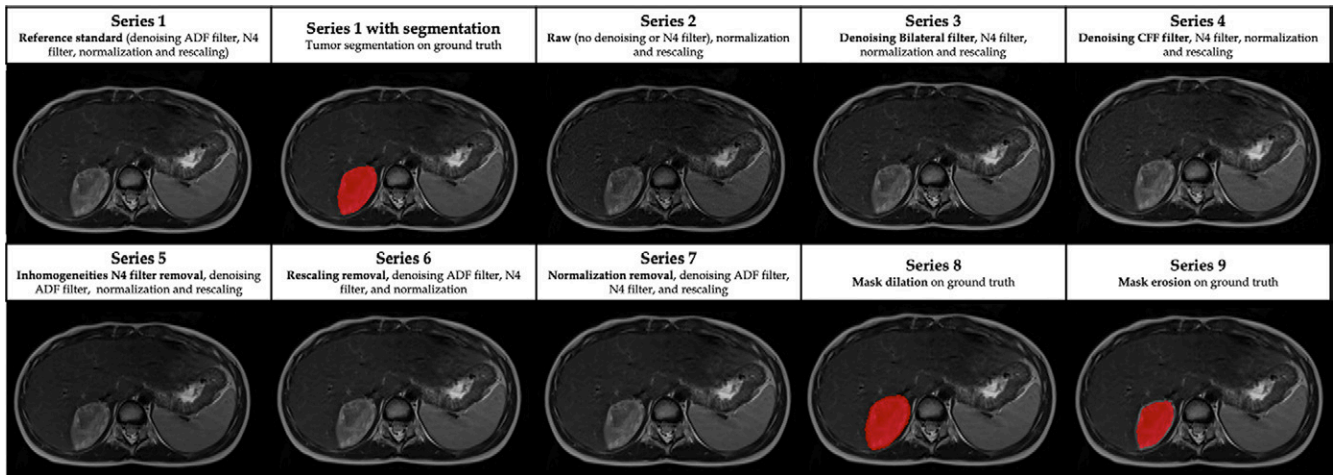 Series 1
Reference standard (denoising ADF filter, N4
filter, normalization and rescaling)
Series 1 with segmentation
Tumor segmentation on ground truth
Series 2
Raw (no denoising or N4 filter), normalization
and rescaling
Series 3
Denoising Bilateral filter, N4 filter,
normalization and rescaling
Series 4
Denoising CFF filter, N4 filter, normalization
and rescaling
Series 5
Inhomogeneities N4 filter removal, denoising
ADF filter, normalization and rescaling
Series 6
Rescaling removal, denoising ADF filter, N4
filter, and normalization
Series 7
Normalization removal, denoising ADF filter,
N4 filter, and rescaling
Series 8
Mask dilation on ground truth
Series 9
Mask erosion on ground truth